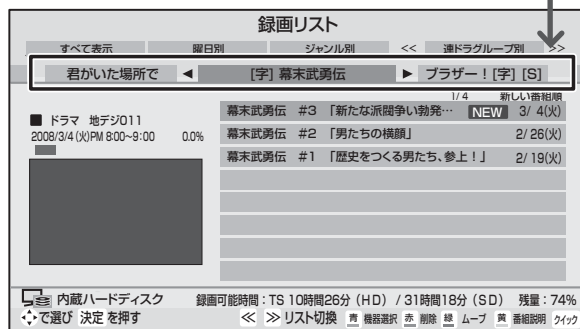 録画リスト
すべて表示 曜日別 ジャンル別 << 連ドラグループ別 >>
君がいた場所で ◀ [字] 幕末武勇伝 ▶ ブラザー![字] [S]
1/4 新しい番組順
■ ドラマ 地デジ011
2008/3/4(火)PM 8:00~9:00 0.0%
幕末武勇伝 #3 「新たな派閥争い勃発… NEW 3/ 4(火)
幕末武勇伝 #2 「男たちの横顔」 2/26(火)
幕末武勇伝 #1 「歴史をつくる男たち、参上!」 2/19(火)
内蔵ハードディスク 録画可能時間:TS 10時間26分(HD)/31時間18分(SD) 残量:74%
で選び 決定 を押す ≪ ≫ リスト切換 青 機器選択 赤 削除 緑 ムーブ 黄 番組説明 クイック